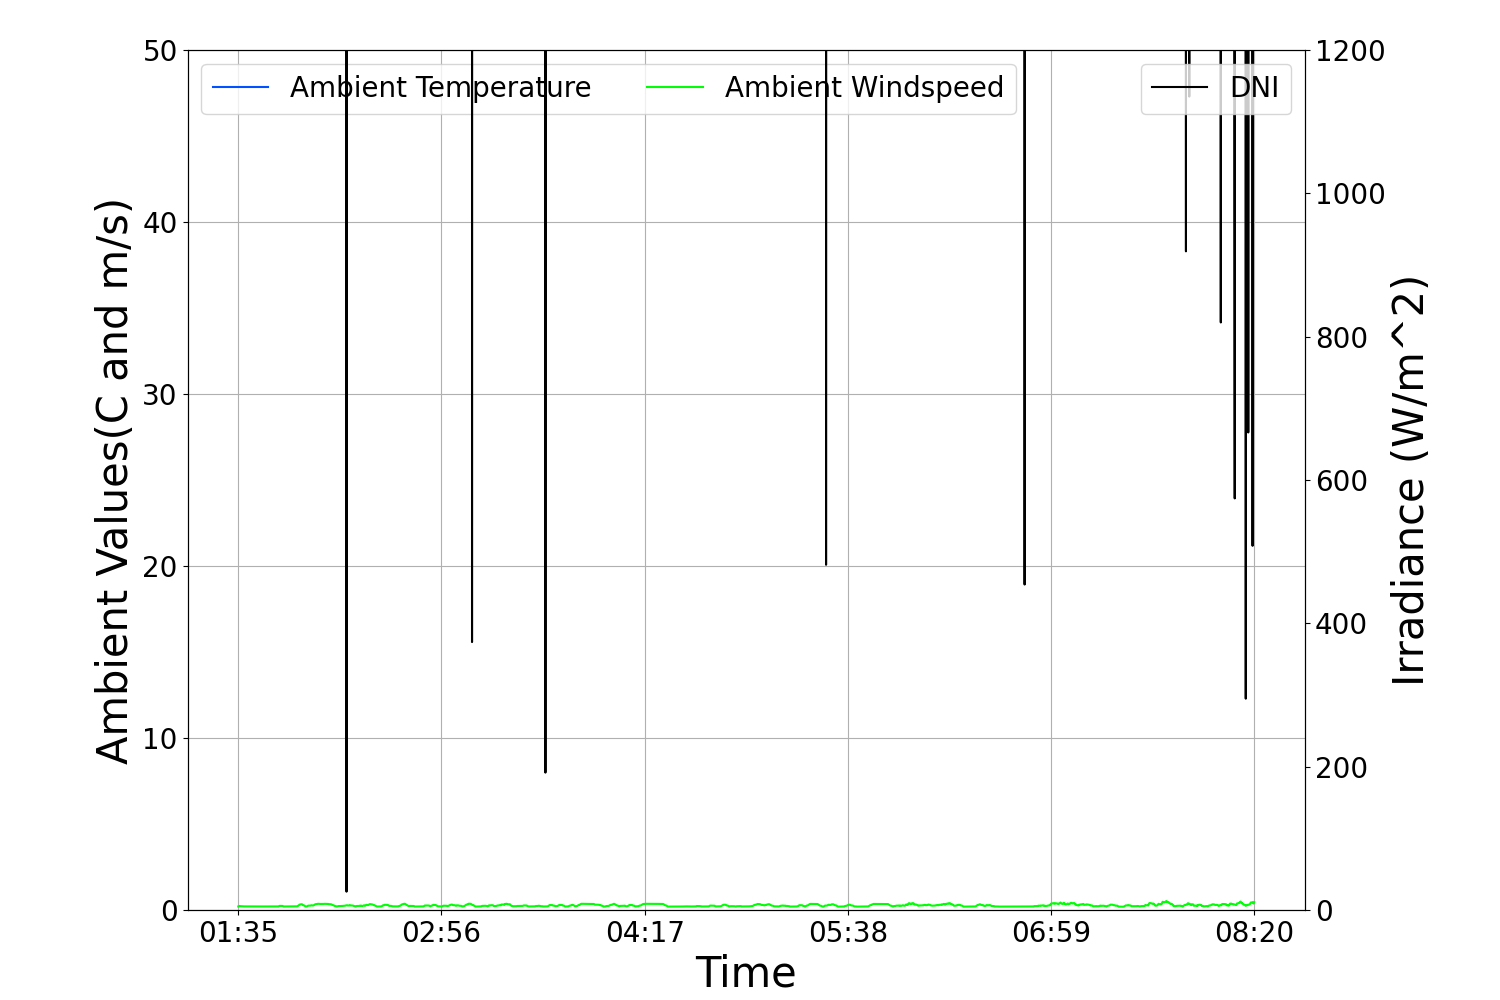 Ambient Temperature
Ambient Windspeed
DNI
Ambient Values(C and m/s)
50
40
30
20
10
0
1200
1000
800
600
400
200
0
Irradiance (W/m^2)
01:35 02:56 04:17 05:38 06:59 08:20
Time